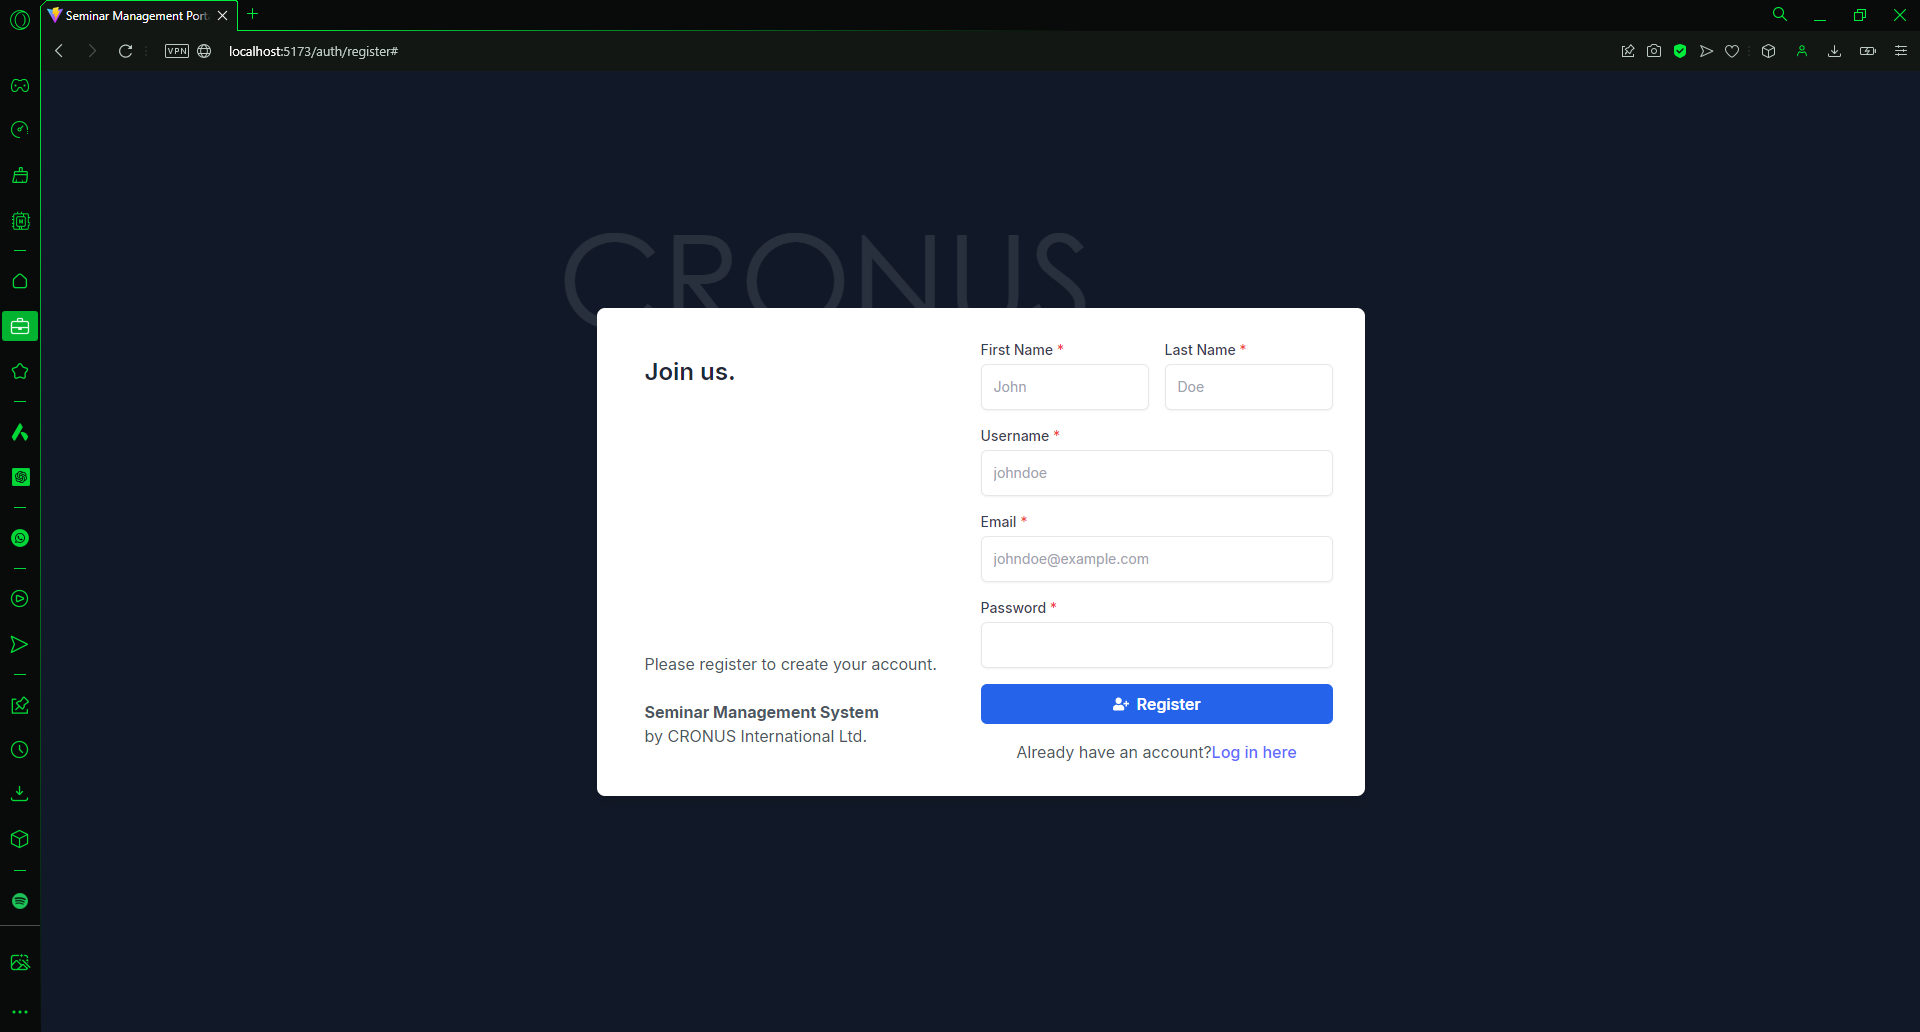 Seminar Management Port
VPN
localhost:5173/auth/register#
CRONUS
Join us.
Please register to create your account.
Seminar Management System
by CRONUS International Ltd.
First Name *
Last Name *
John
Doe
Username *
johndoe
Email *
johndoe@example.com
Password *
Register
Already have an account?Log in here